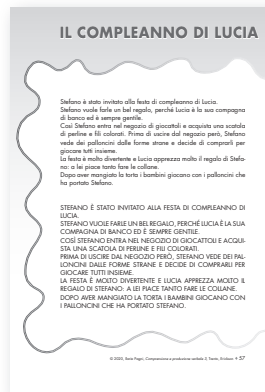 IL COMPLEANNO DI LUCIA
Stefano è stato invitato alla festa di compleanno di Lucia.
Stefano vuole farle un bel regalo, perché Lucia è la sua compagna
di banco ed è sempre gentile.
Così Stefano entra nel negozio di giocattoli e acquista una scatola
di perline e fili colorati. Prima di uscire dal negozio però, Stefano
vede dei palloncini dalle forme strane e decide di comprarli per
giocare tutti insieme.
La festa è molto divertente e Lucia apprezza molto il regalo di Stefa-
no: a lei piace tanto fare le collane.
Dopo aver mangiato la torta i bambini giocano con i palloncini che
ha portato Stefano.
STEFANO È STATO INVITATO ALLA FESTA DI COMPLEANNO DI
LUCIA.
STEFANO VUOLE FARLE UN BEL REGALO, PERCHÉ LUCIA È LA SUA
COMPAGNA DI BANCO ED È SEMPRE GENTILE.
COSÌ STEFANO ENTRA NEL NEGOZIO DI GIOCATTOLI E ACQUI-
STA UNA SCATOLA DI PERLINE E FILI COLORATI.
PRIMA DI USCIRE DAL NEGOZIO PERÒ, STEFANO VEDE DEI PAL-
LONCINI DALLE FORME STRANE E DECIDE DI COMPRARLI PER
GIOCARE TUTTI INSIEME.
LA FESTA È MOLTO DIVERTENTE E LUCIA APPREZZA MOLTO IL
REGALO DI STEFANO: A LEI PIACE TANTO FARE LE COLLANE.
DOPO AVER MANGIATO LA TORTA I BAMBINI GIOCANO CON
I PALLONCINI CHE HA PORTATO STEFANO.
Comprensione e produzione verbale 2, Trento, Erickson • 57